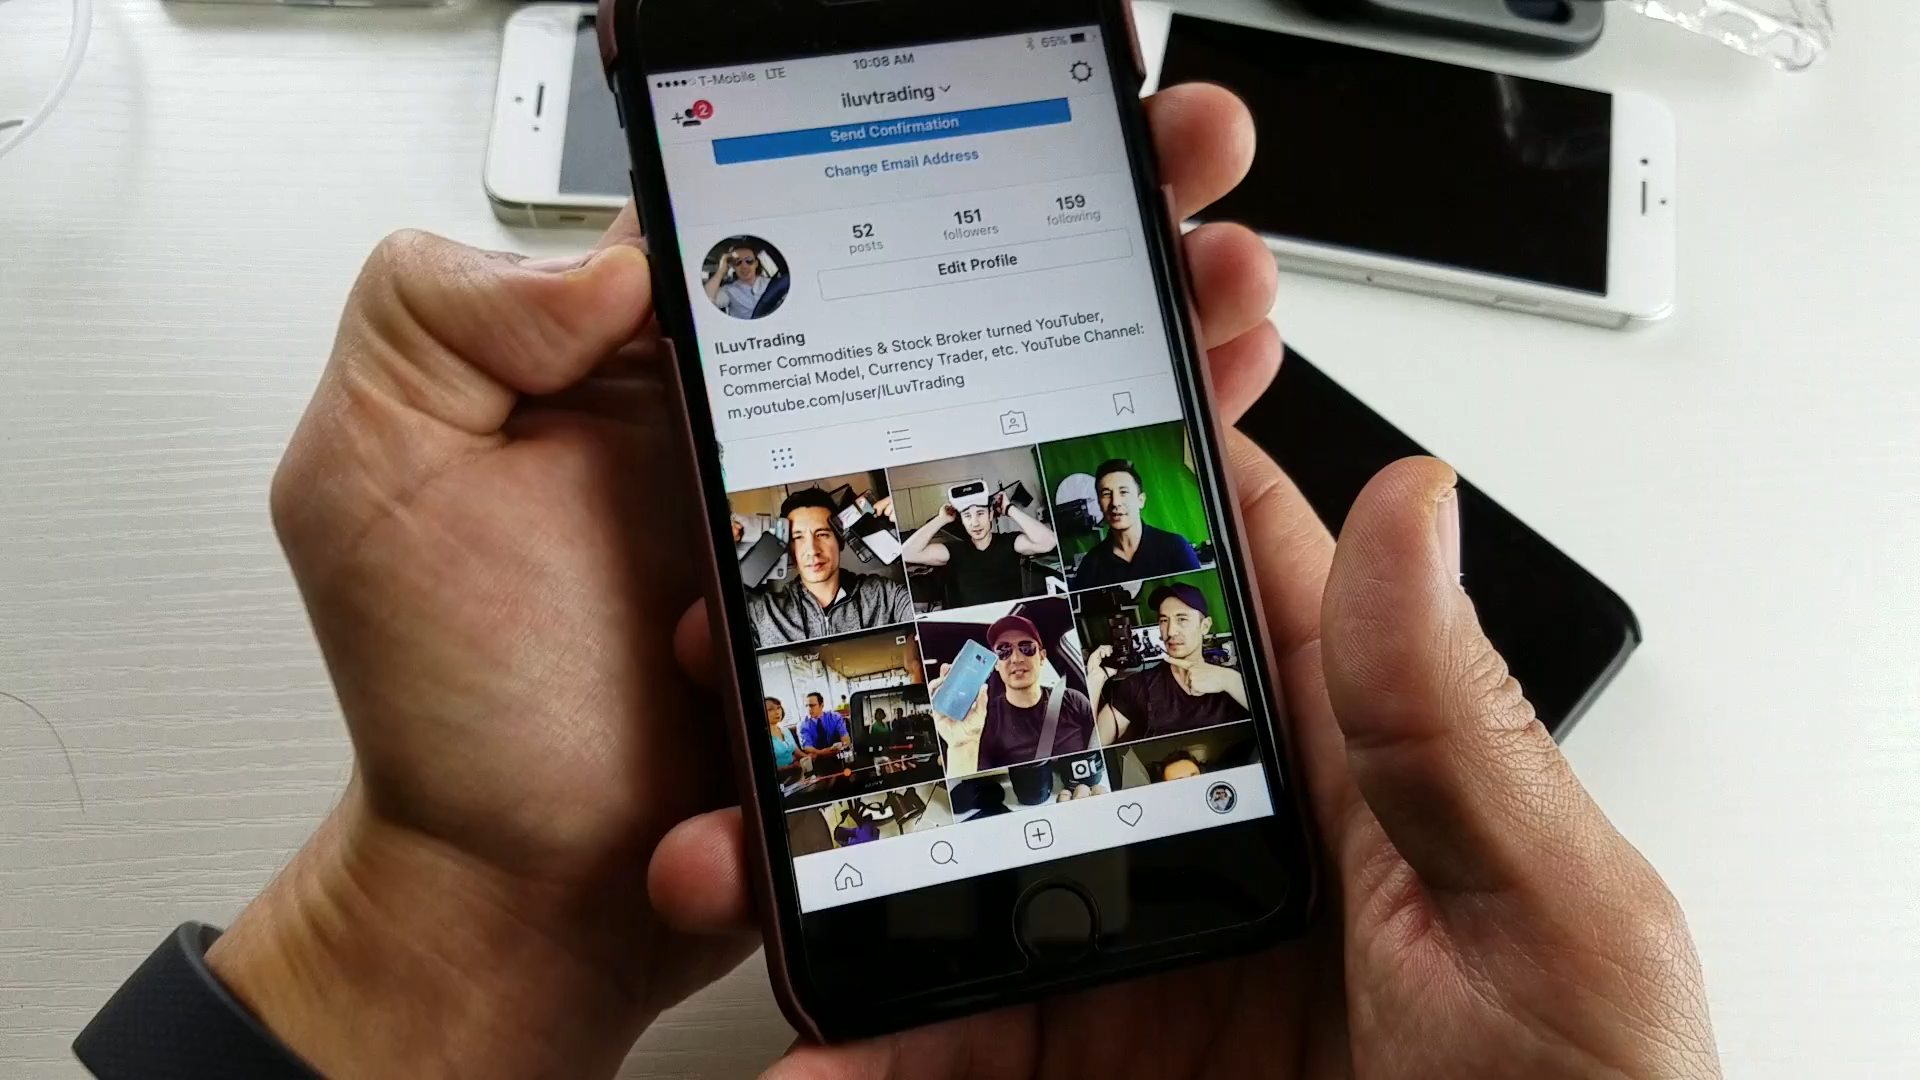 T-Mobile LTE 10:08 AM 65%
2
iluvtrading
Send Confirmation
Change Email Address
52 151 159
posts followers following
Edit Profile
ILuvTrading
Former Commodities & Stock Broker turned YouTuber,
Commercial Model, Currency Trader, etc. YouTube Channel:
m.youtube.com/user/ILuvTrading